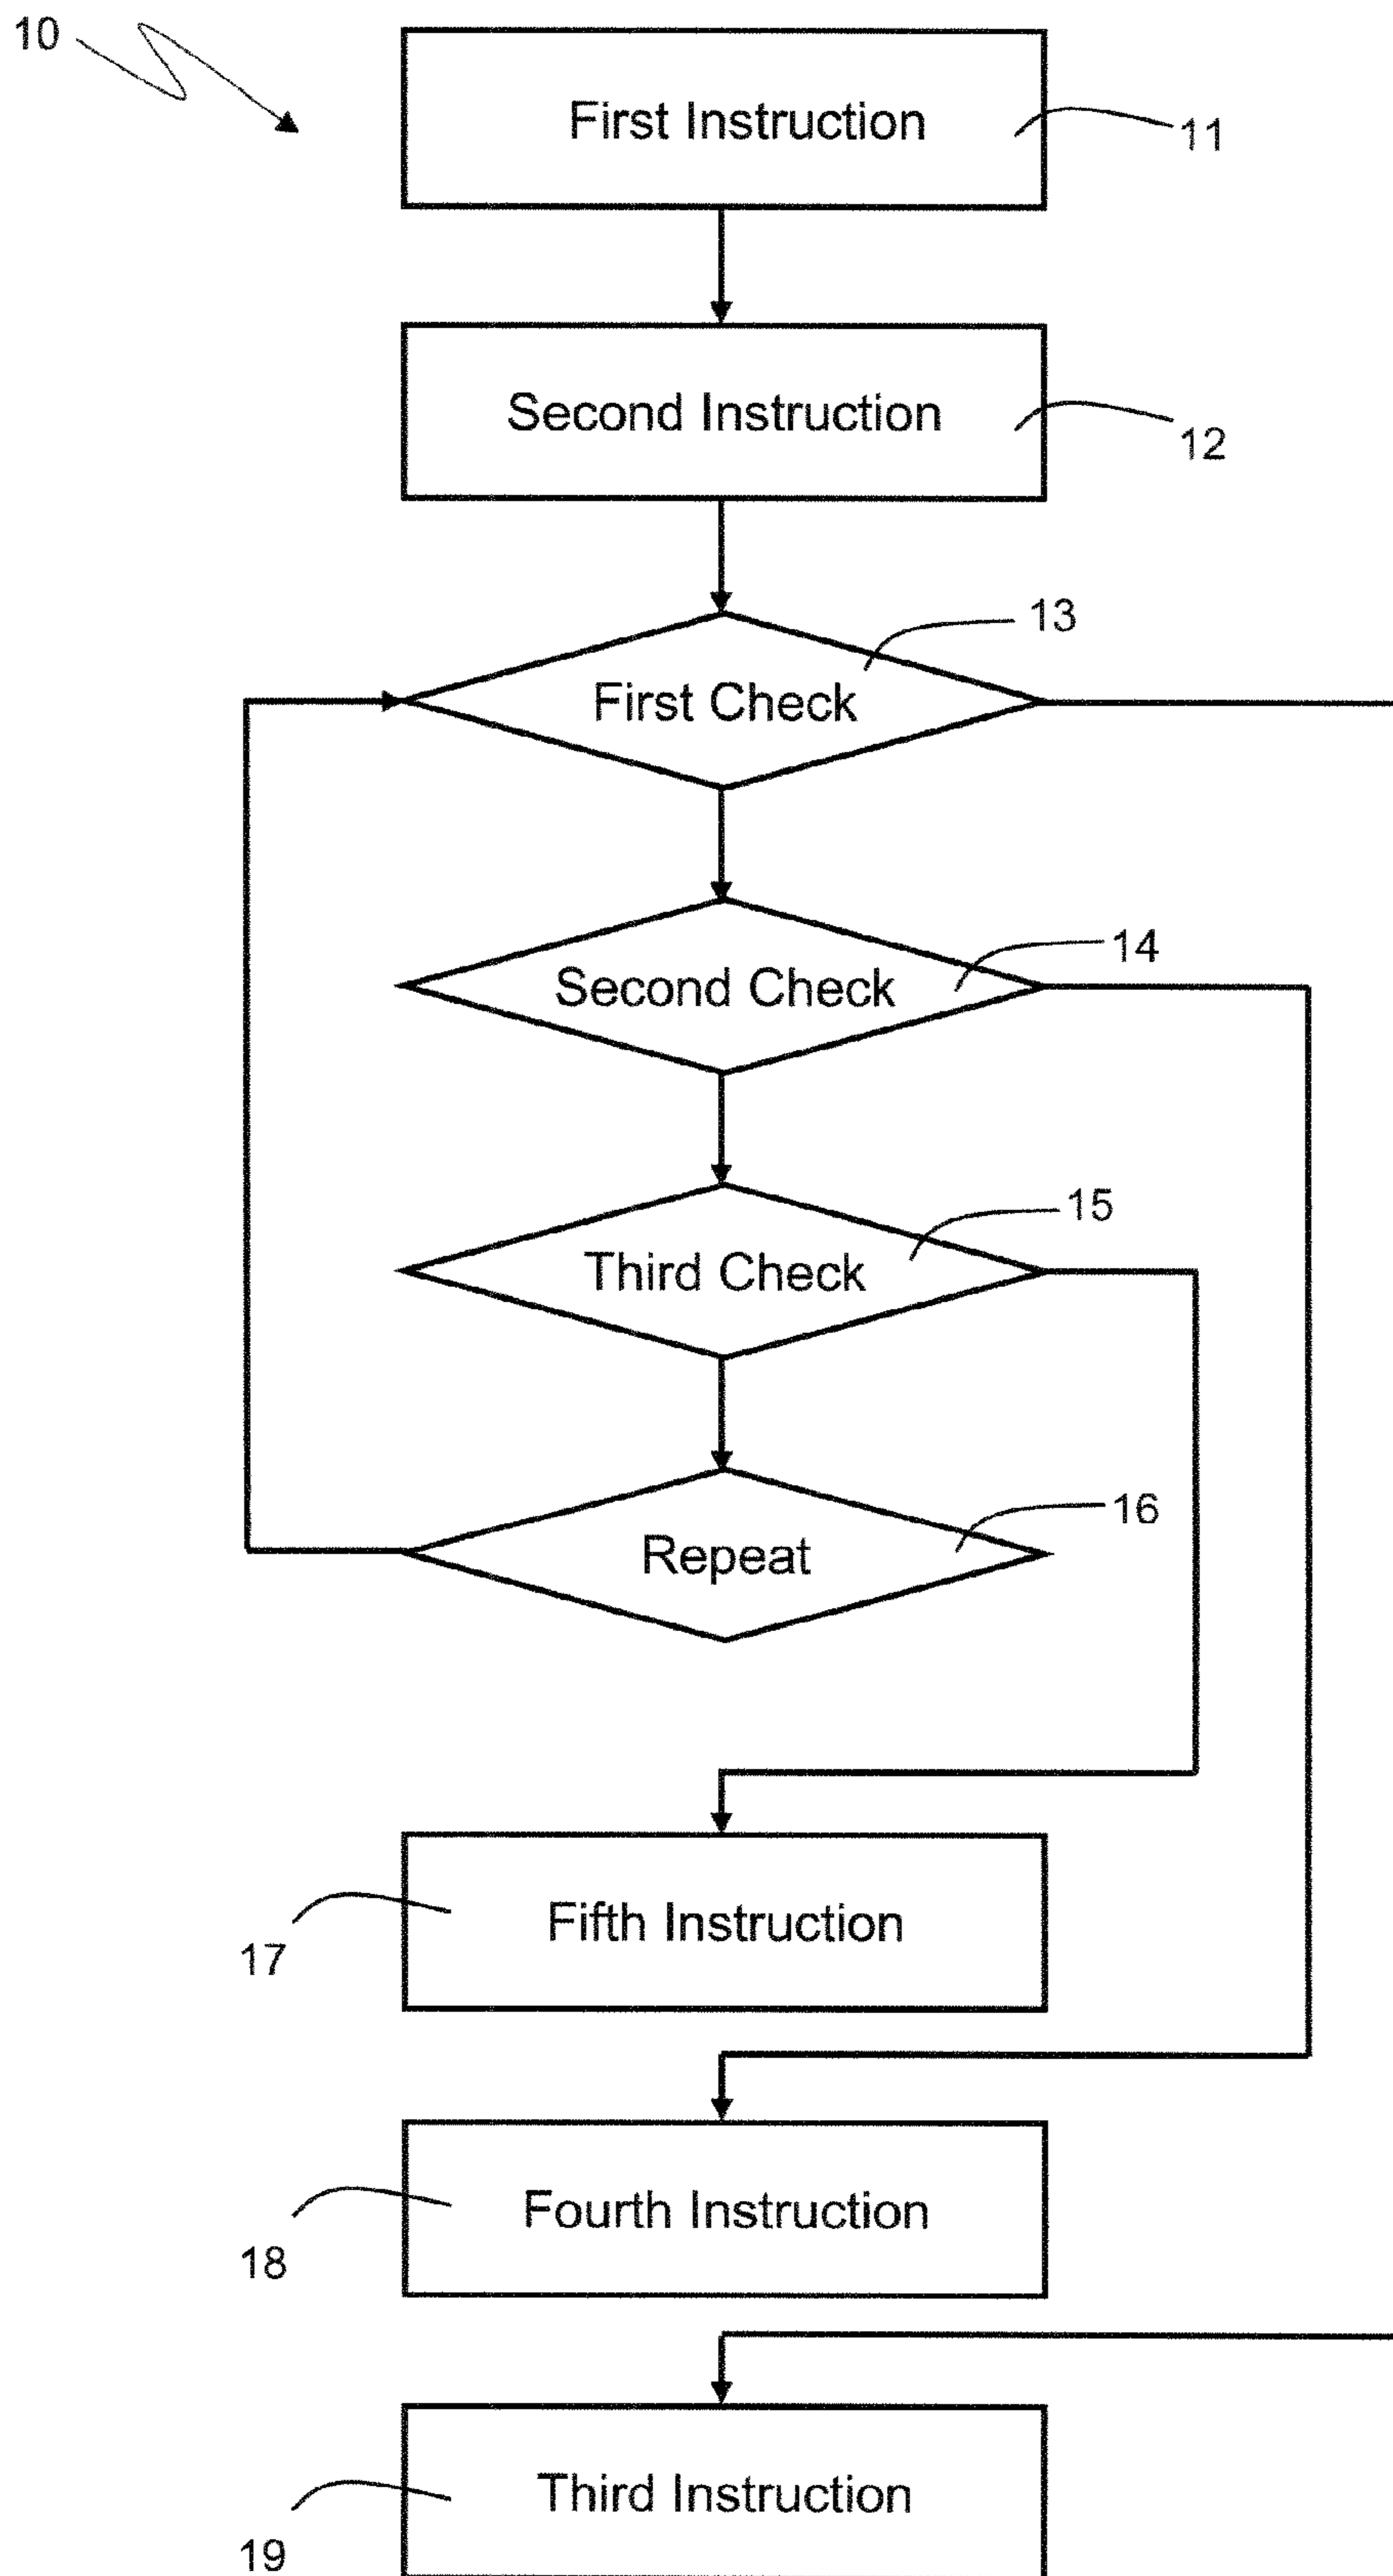 10
First Instruction
11
Second Instruction
12
13
First Check
14
Second Check
15
Third Check
16
Repeat
Fifth Instruction
17
Fourth Instruction
18
Third Instruction
19